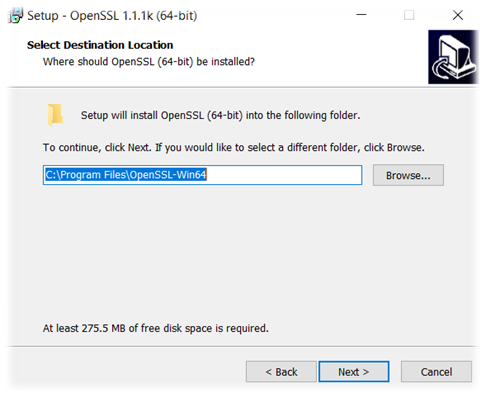 Setup - OpenSSL 1.1.1k (64-bit)
Select Destination Location
Where should OpenSSL (64-bit) be installed?
Setup will install OpenSSL (64-bit) into the following folder.
To continue, click Next. If you would like to select a different folder, click Browse.
C:\Program Files\OpenSSL-Win64
Browse...
At least 275.5 MB of free disk space is required.
< Back
Next >
Cancel